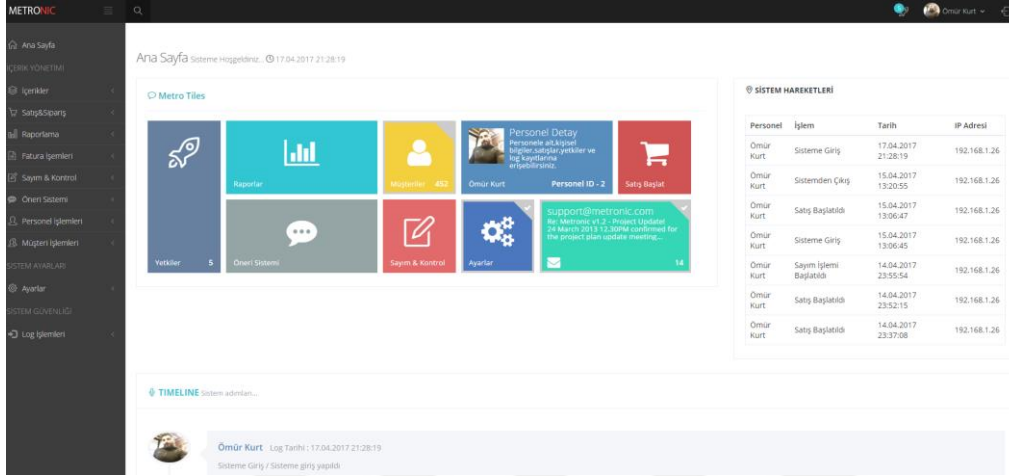 METRONIC
Ömür Kurt
Ana Sayfa
İÇERİK YÖNETİMİ
İçerikler
Satış&Sipariş
Raporlama
Fatura İşemleri
Sayım & Kontrol
Öneri Sistemi
Personel İşlemleri
Müşteri İşlemleri
SİSTEM AYARLARI
Ayarlar
SİSTEM GÜVENLİĞİ
Log İşlemleri
Ana Sayfa Sisteme Hoşgeldiniz... 17.04.2017 21:28:19
Metro Tiles
Yetkiler 5
Raporlar
Müşteriler 452
Personel Detay
Personele ait,kişisel
bilgiler,satışlar,yetkiler ve
log kayıtlarına
erişebilirsiniz.
Ömür Kurt Personel ID - 2
Satış Başlat
Öneri Sistemi
Sayım & Kontrol
Ayarlar
support@metronic.com
Re: Metronic v1.2 - Project Update!
24 March 2013 12.30PM confirmed for
the project plan update meeting...
14
SİSTEM HAREKETLERİ
Personel İşlem Tarih IP Adresi
Ömür Kurt Sisteme Giriş 17.04.2017 21:28:19 192.168.1.26
Ömür Kurt Sistemden Çıkış 15.04.2017 13:20:55 192.168.1.26
Ömür Kurt Satış Başlatıldı 15.04.2017 13:06:47 192.168.1.26
Ömür Kurt Sisteme Giriş 15.04.2017 13:06:45 192.168.1.26
Ömür Kurt Sayım İşlemi Başlatıldı 14.04.2017 23:55:54 192.168.1.26
Ömür Kurt Satış Başlatıldı 14.04.2017 23:52:15 192.168.1.26
Ömür Kurt Satış Başlatıldı 14.04.2017 23:37:08 192.168.1.26
TIMELINE Sistem adımları...
Ömür Kurt Log Tarihi : 17.04.2017 21:28:19
Sisteme Giriş / Sisteme giriş yapıldı